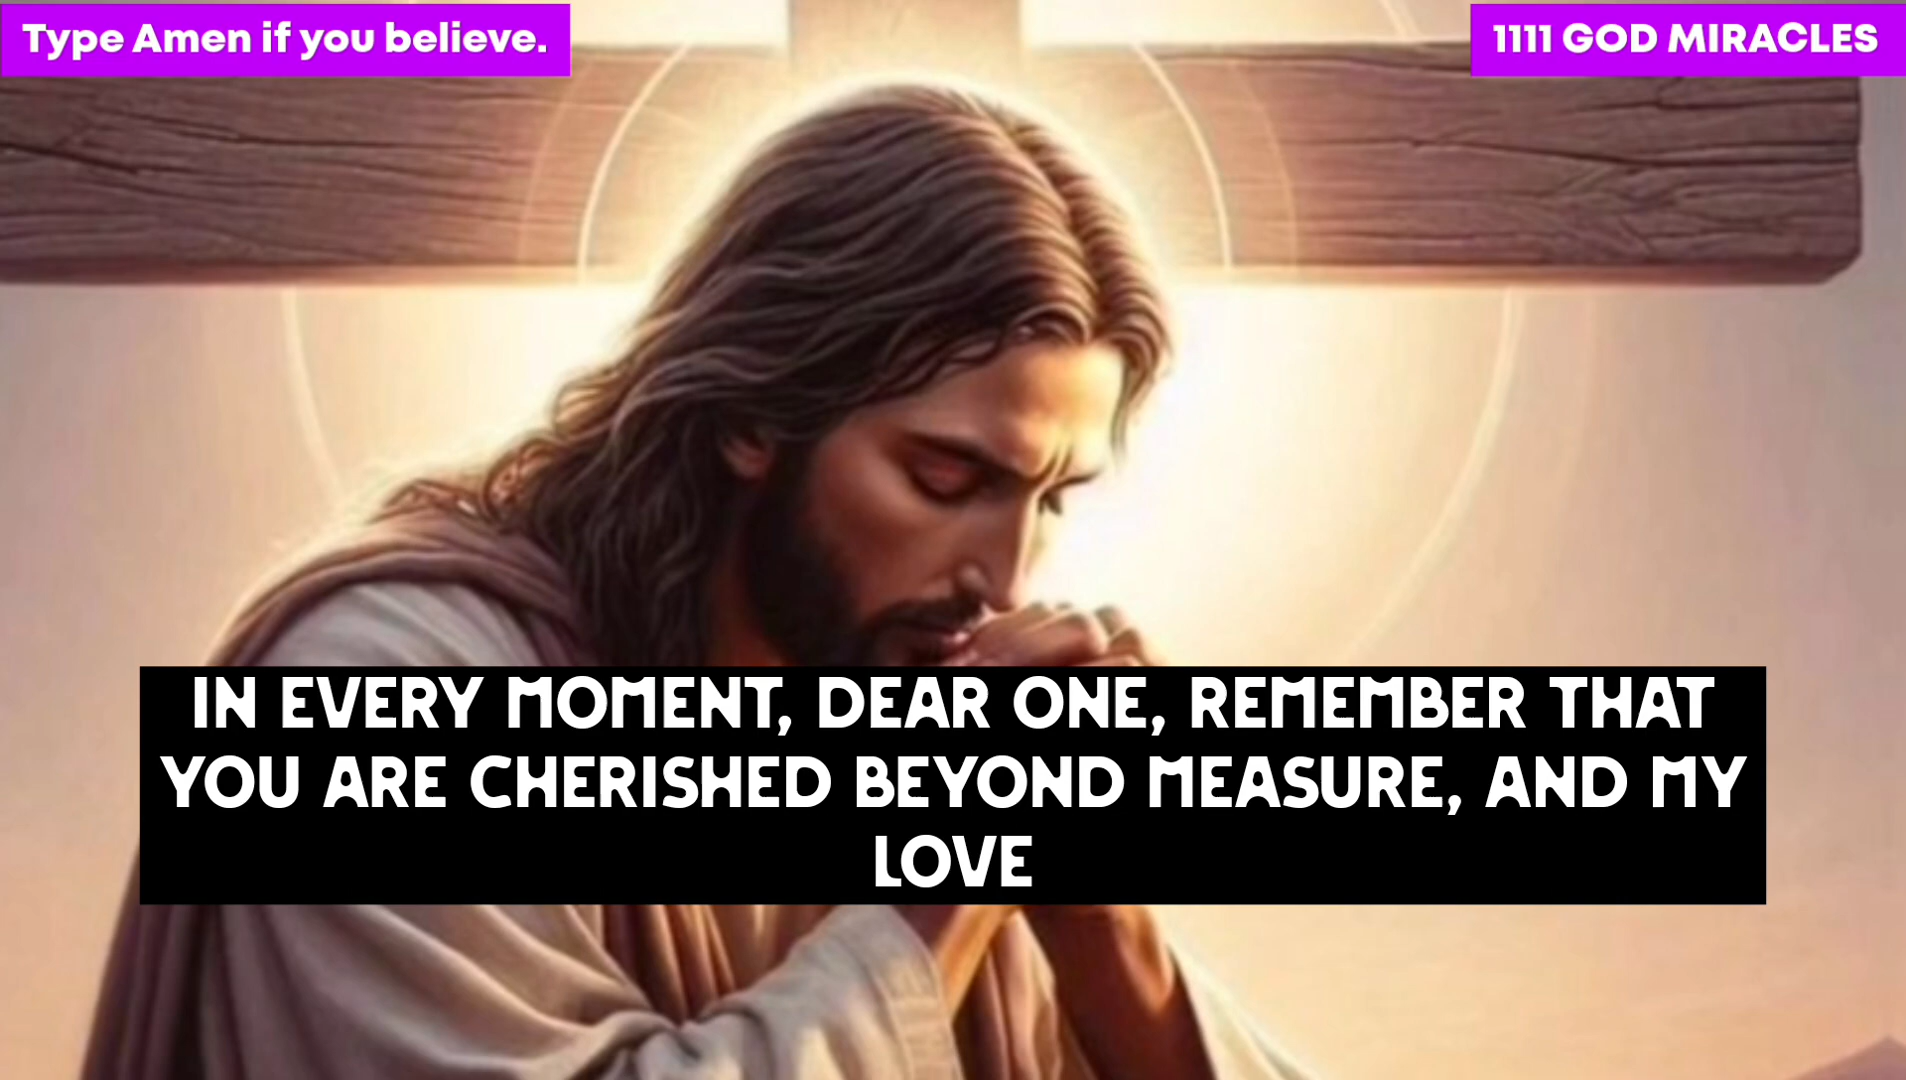 Type Amen if you believe.
1111 GOD MIRACLES
IN EVERY MOMENT, DEAR ONE, REMEMBER THAT
YOU ARE CHERISHED BEYOND MEASURE, AND MY
LOVE